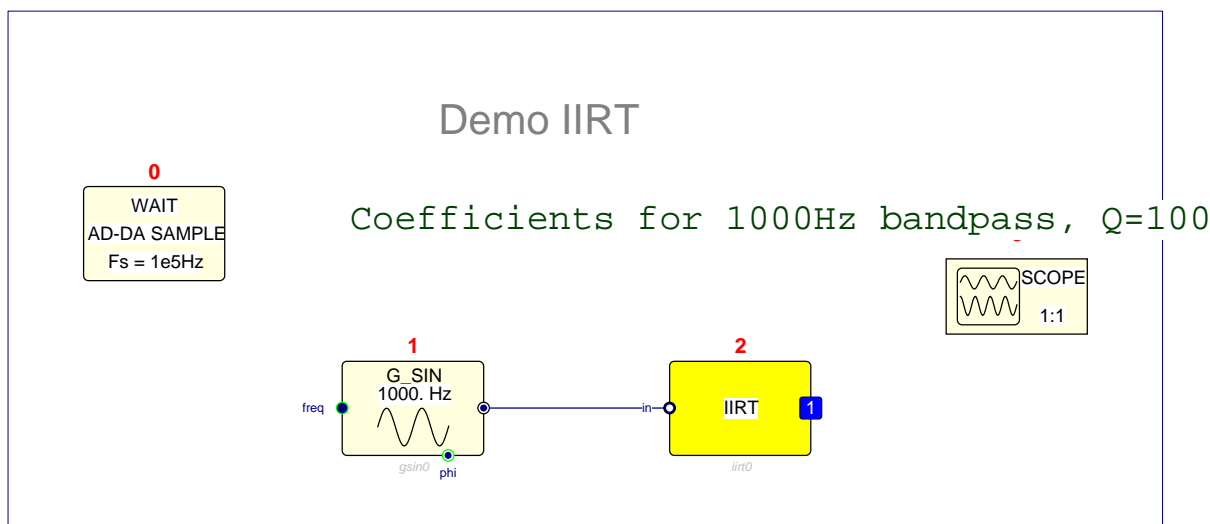 Demo IIRT
0
WAIT
AD-DA SAMPLE
Fs = 1e5Hz
Coefficients for 1000Hz bandpass, Q=100
SCOPE
1:1
1
G_SIN
1000. Hz
freq
phi
gsin0
2
in
IIRT
1
iirt0